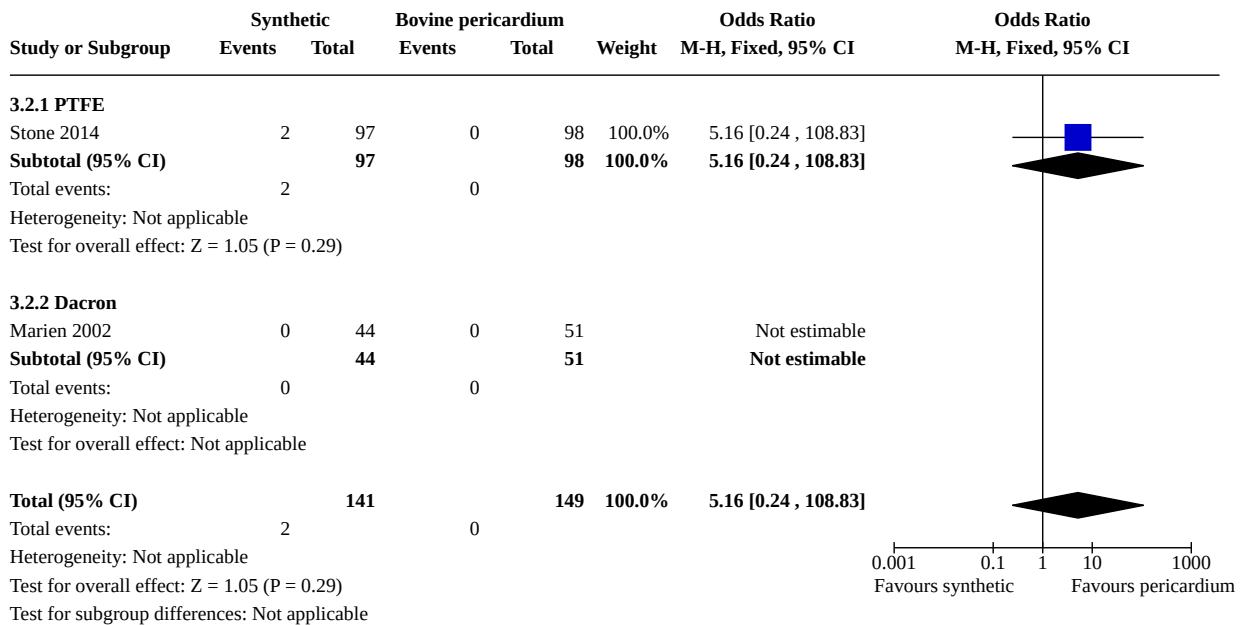 Synthetic Bovine pericardium Odds Ratio Odds Ratio
Study or Subgroup Events Total Events Total Weight M-H, Fixed, 95% CI M-H, Fixed, 95% CI
3.2.1 PTFE
Stone 2014 2 97 0 98 100.0% 5.16 [0.24 , 108.83]
Subtotal (95% CI) 97 98 100.0% 5.16 [0.24 , 108.83]
Total events: 2 0
Heterogeneity: Not applicable
Test for overall effect: Z = 1.05 (P = 0.29)
3.2.2 Dacron
Marien 2002 0 44 0 51 Not estimable
Subtotal (95% CI) 44 51 Not estimable
Total events: 0 0
Heterogeneity: Not applicable
Test for overall effect: Not applicable
Total (95% CI) 141 149 100.0% 5.16 [0.24 , 108.83]
Total events: 2 0
Heterogeneity: Not applicable 0.001 0.1 1 10 1000
Test for overall effect: Z = 1.05 (P = 0.29) Favours synthetic Favours pericardium
Test for subgroup differences: Not applicable